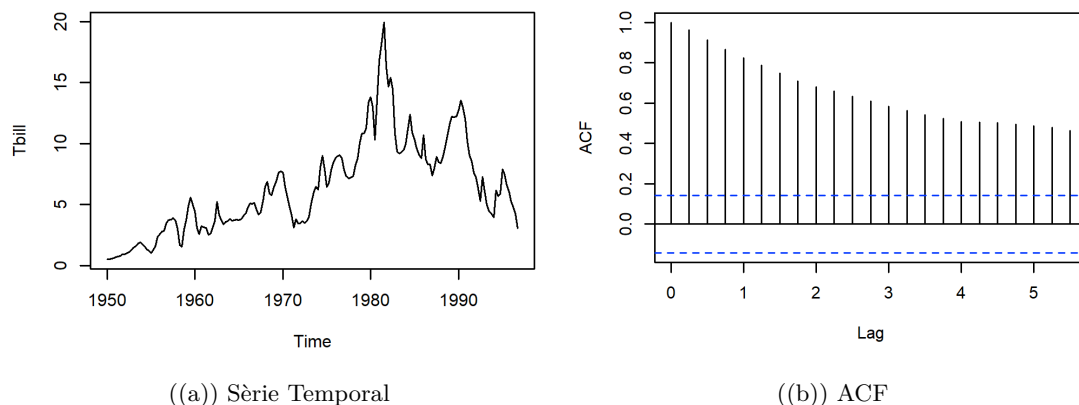 Tbill
20
15
10
5
0
1950 1960 1970 1980 1990
Time
((a)) Sèrie Temporal
ACF
1.0
0.8
0.6
0.4
0.2
0.0
0 1 2 3 4 5
Lag
((b)) ACF